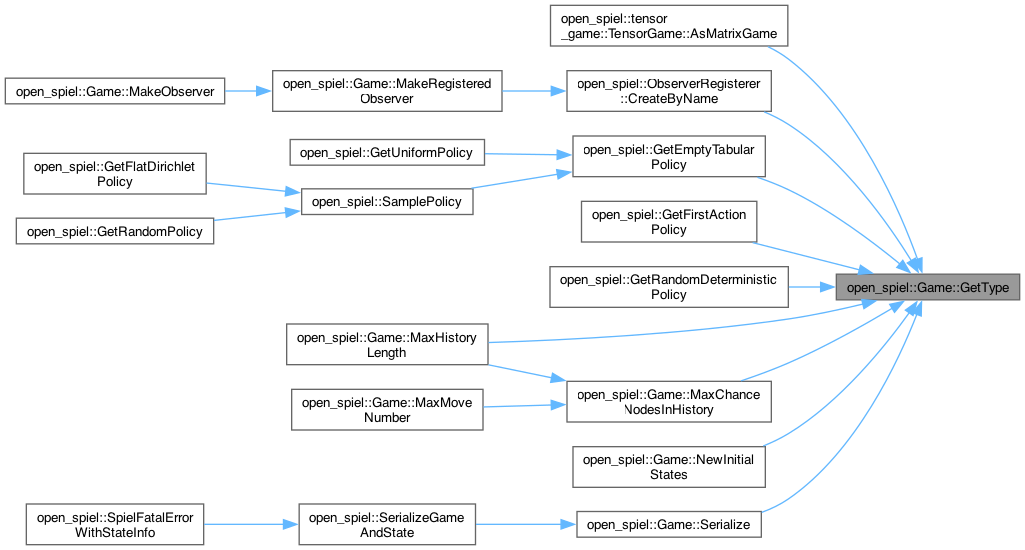 open_spiel::tensor
_game::TensorGame::AsMatrixGame
open_spiel::Game::MakeObserver
open_spiel::Game::MakeRegistered
Observer
open_spiel::ObserverRegisterer
::CreateByName
open_spiel::GetUniformPolicy
open_spiel::GetEmptyTabular
Policy
open_spiel::GetFlatDirichlet
Policy
open_spiel::SamplePolicy
open_spiel::GetRandomPolicy
open_spiel::GetFirstAction
Policy
open_spiel::GetRandomDeterministic
Policy
open_spiel::Game::GetType
open_spiel::Game::MaxHistory
Length
open_spiel::Game::MaxMove
Number
open_spiel::Game::MaxChance
NodesInHistory
open_spiel::Game::NewInitial
States
open_spiel::SpielFatalError
WithStateInfo
open_spiel::SerializeGame
AndState
open_spiel::Game::Serialize